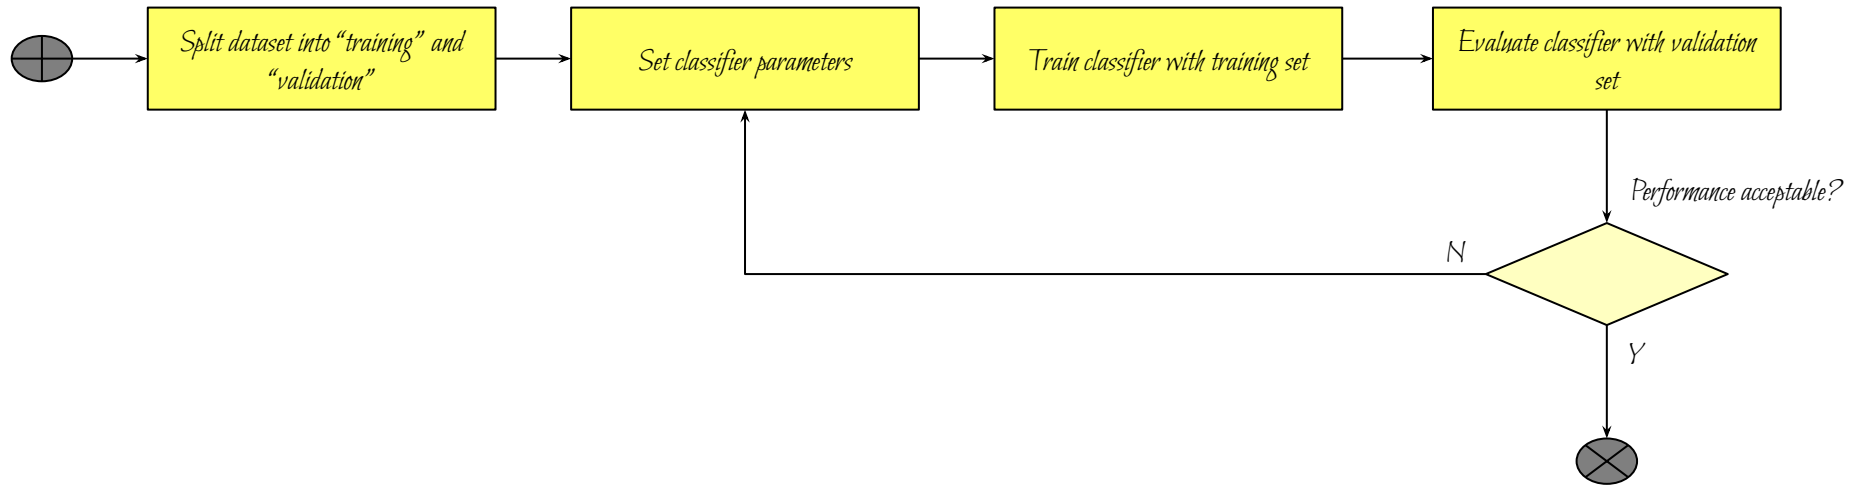 Split dataset into “training” and
“validation”
Set classifier parameters
Train classifier with training set
Evaluate classifier with validation
set
Performance acceptable?
N
Y